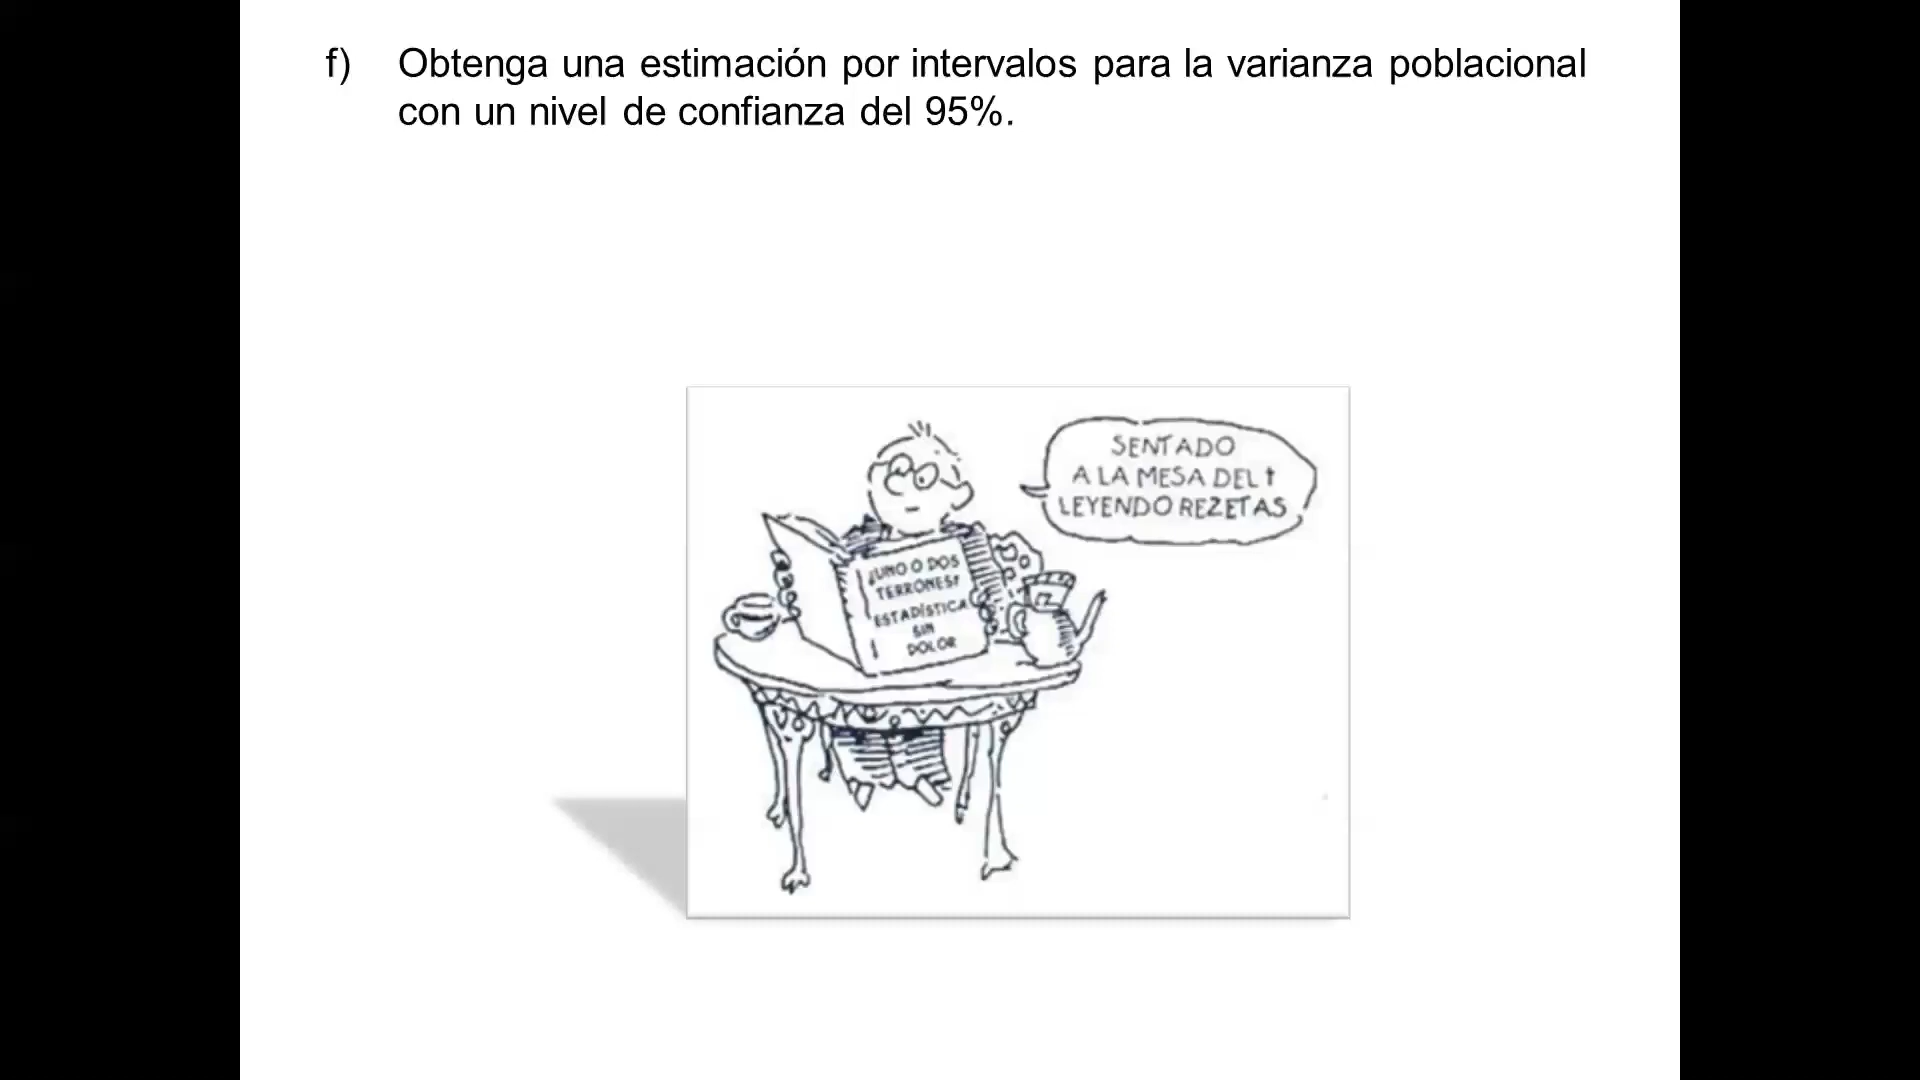 f) Obtenga una estimación por intervalos para la varianza poblacional
con un nivel de confianza del 95%.
SENTADO
A LA MESA DEL t
LEYENDO REZETAS
¿UNO O DOS
TERRONES?
ESTADÍSTICA
SIN
DOLOR